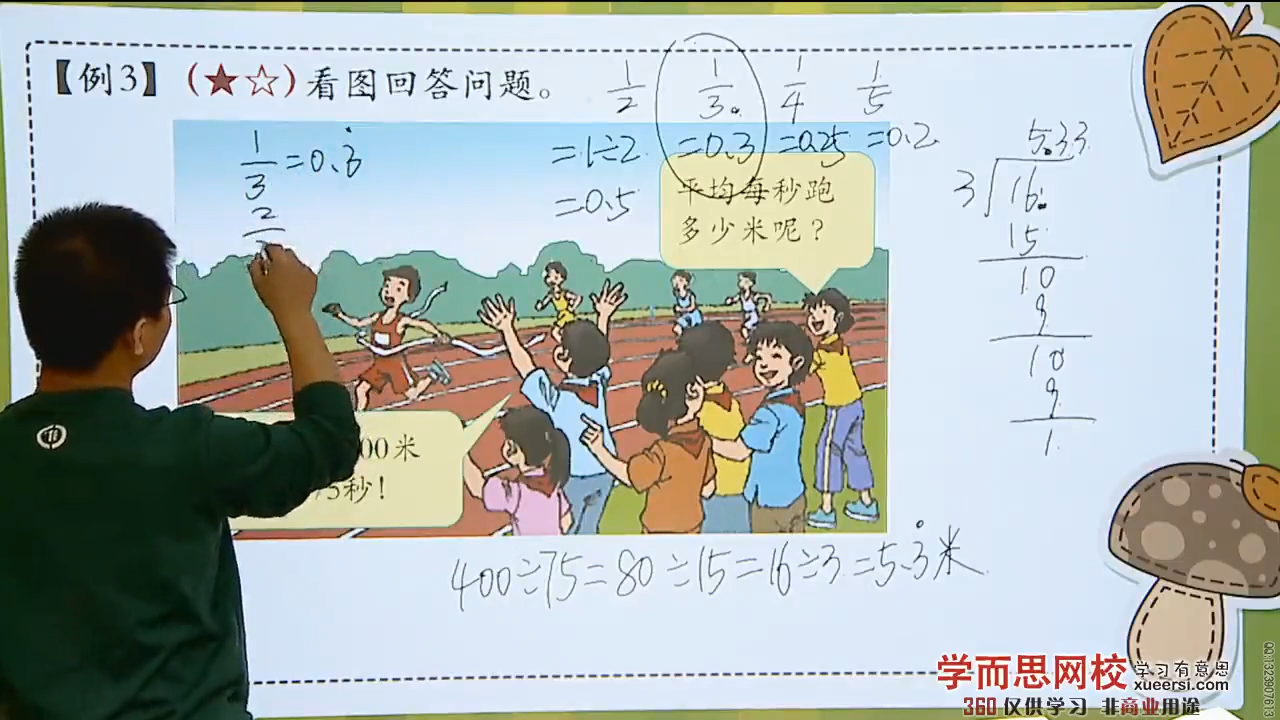 【例3】(★☆)看图回答问题。
1/2 1/3 1/4 1/5
=1÷2 =0.3 =0.25 =0.2
=0.5
1/3=0.3̇
2
平均每秒跑
多少米呢？
00米
75秒！
5.33
3 16.
15
10
9
10
9
1
400÷75=80÷15=16÷3=5.3̇米
学而思网校 学习有意思
xueersi.com
360 仅供学习 非商业用途